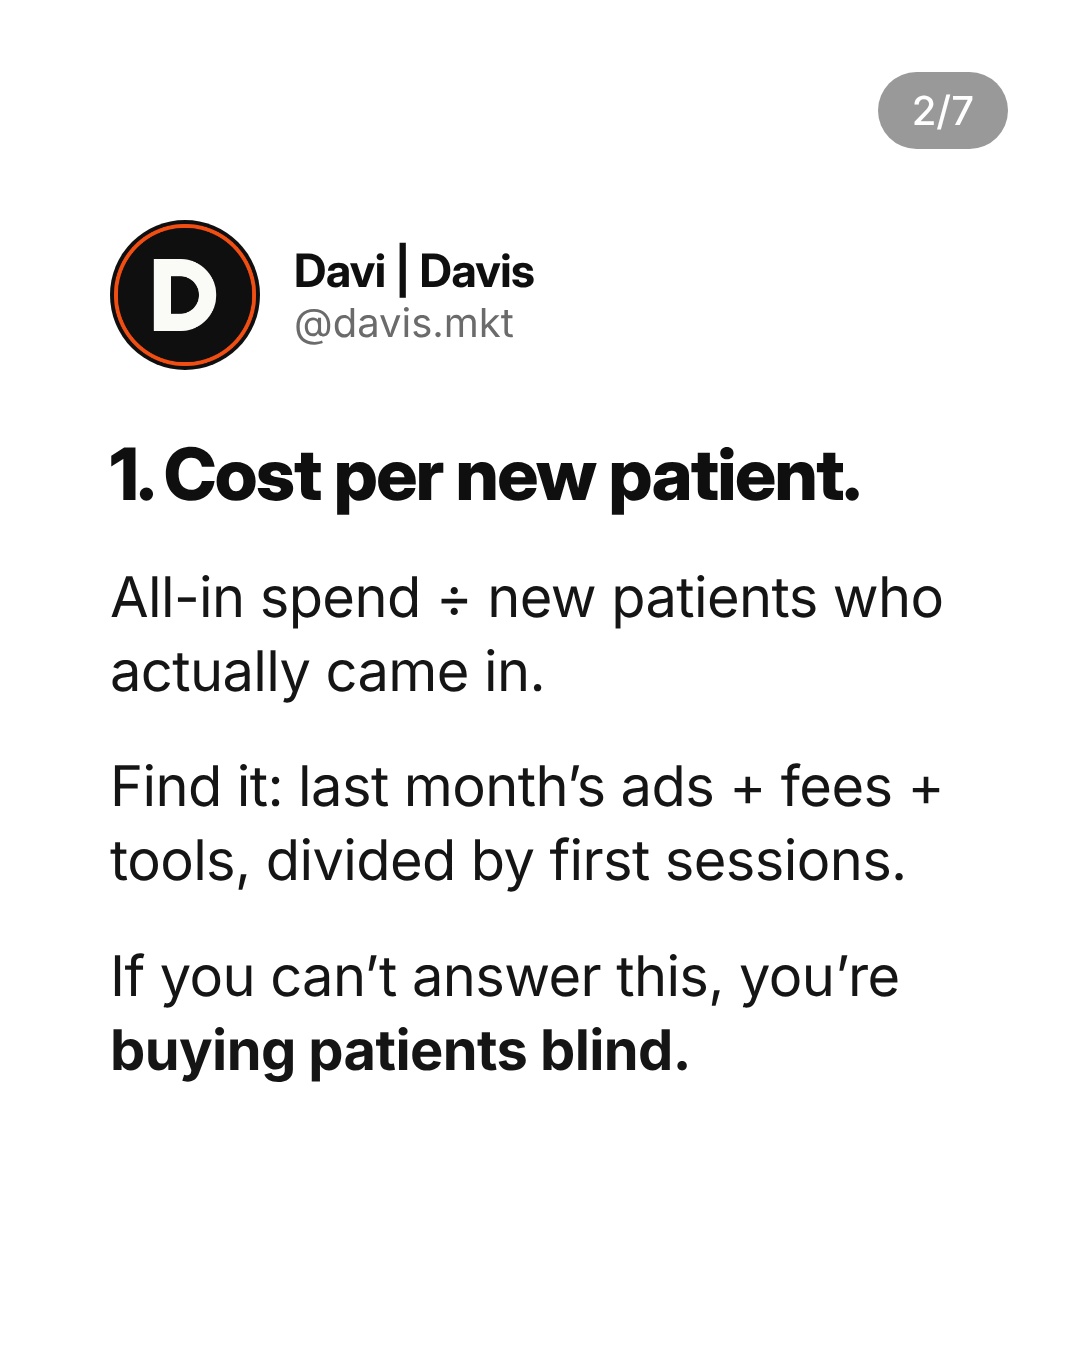 2/7
D
Davi | Davis
@davis.mkt
1. Cost per new patient.
All-in spend ÷ new patients who
actually came in.
Find it: last month’s ads + fees +
tools, divided by first sessions.
If you can’t answer this, you’re
buying patients blind.